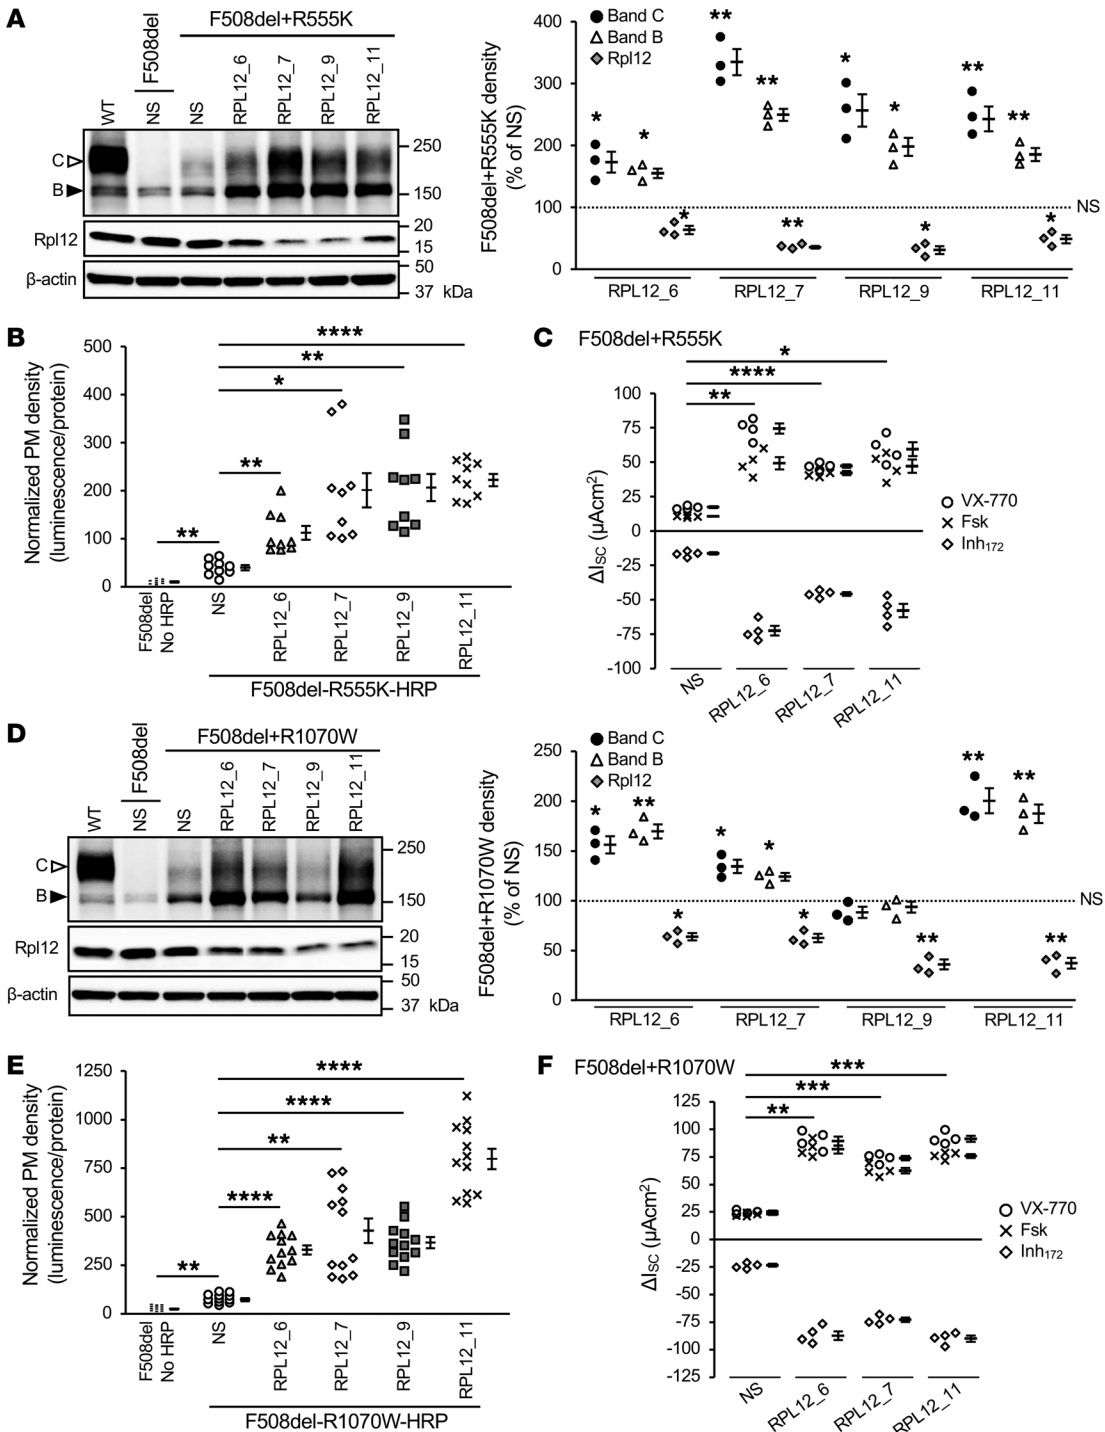 A
F508del+R555K
WT
F508del
NS
NS
RPL12_6
RPL12_7
RPL12_9
RPL12_11
C
B
250
150
Rpl12
20
15
β-actin
50
37 kDa
F508del+R555K density
(% of NS)
400
300
200
100
0
Band C
Band B
Rpl12
* * * ** ** ** * * * ** ** *
NS
RPL12_6 RPL12_7 RPL12_9 RPL12_11
B
Normalized PM density
(luminescence/protein)
500
400
300
200
100
0
****
**
*
**
**
F508del
No HRP
NS
RPL12_6
RPL12_7
RPL12_9
RPL12_11
F508del-R555K-HRP
C
F508del+R555K
ΔISC (µAcm²)
100
75
50
25
0
-25
-50
-75
-100
*
****
**
VX-770
Fsk
Inh172
NS
RPL12_6
RPL12_7
RPL12_11
D
F508del+R1070W
WT
F508del
NS
NS
RPL12_6
RPL12_7
RPL12_9
RPL12_11
C
B
250
150
Rpl12
20
15
β-actin
50
37 kDa
F508del+R1070W density
(% of NS)
250
200
150
100
50
0
Band C
Band B
Rpl12
* ** * * * * ** ** ** **
NS
RPL12_6 RPL12_7 RPL12_9 RPL12_11
E
Normalized PM density
(luminescence/protein)
1250
1000
750
500
250
0
****
****
**
****
**
F508del
No HRP
NS
RPL12_6
RPL12_7
RPL12_9
RPL12_11
F508del-R1070W-HRP
F
F508del+R1070W
ΔISC (µAcm²)
125
100
75
50
25
0
-25
-50
-75
-100
-125
***
***
**
VX-770
Fsk
Inh172
NS
RPL12_6
RPL12_7
RPL12_11